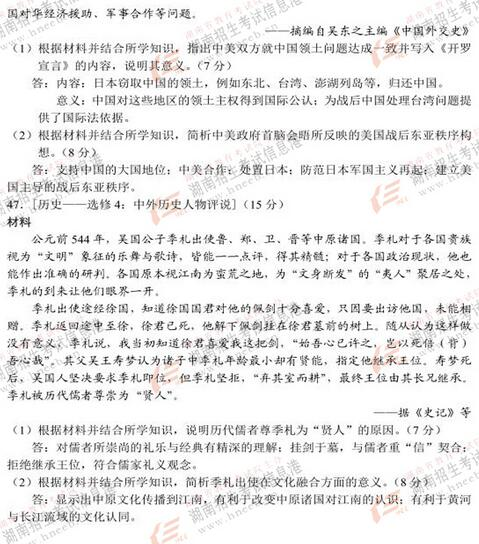 国对华经济援助、军事合作等问题。
——摘编自吴东之主编《中国外交史》
（1）根据材料并结合所学知识，指出中美双方就中国领土问题达成一致并写入《开罗
宣言》的内容，说明其意义。（7 分）
答：内容：日本窃取中国的领土，例如东北、台湾、澎湖列岛等，归还中国。
意义：中国对这些地区的领土主权得到国际公认；为战后中国处理台湾问题提
供了国际法依据。
（2）根据材料并结合所学知识，简析中美政府首脑会晤所反映的美国战后东亚秩序构
想。（8 分）
答：支持中国的大国地位；中美合作，处置日本；防范日本军国主义再起；建立美
国主导的战后东亚秩序。
47.［历史——选修 4：中外历史人物评说］（15 分）
材料
公元前 544 年，吴国公子季札出使鲁、郑、卫、晋等中原诸国。季札对于各国贵族
视为“文明”象征的乐舞与歌诗，皆能一一点评，得其精髓；对于各国政治现状，他也
能作出准确的研判。各国原本视江南为蛮荒之地，为“文身断发”的“夷人”聚居之处，
季札的到来让他们眼界一开。
季札出使途经徐国，知道徐国国君对他的佩剑十分喜爱，只因要出访他国，未能相
赠。季札返回途中至徐，徐君已死，他解下佩剑挂在徐君墓前的树上。随从认为这样做
没有意义，季札说，我当初知道徐君喜爱我这把剑，“始吾心已许之，岂以死倍（背）
吾心哉”。其父吴王寿梦认为诸子中季札年龄最小却有贤能，指定他继承王位。寿梦死
后，吴国人坚决要求季札即位，但季札坚拒，“弃其室而耕”，最终王位由其长兄继承。
季札被历代儒者尊崇为“贤人”。
——据《史记》等
（1）根据材料并结合所学知识，说明历代儒者尊季札为“贤人”的原因。（7 分）
答：对儒者所崇尚的礼乐与经典有精深的理解；挂剑于墓，与儒者重“信”契合；
拒绝继承王位，符合儒家礼义观念。
（2）根据材料并结合所学知识，简析季札出使在文化融合方面的意义。（8 分）
答：显示出中原文化传播到江南，有利于改变中原诸国对江南的认识；有利于黄河
与长江流域的文化认同。